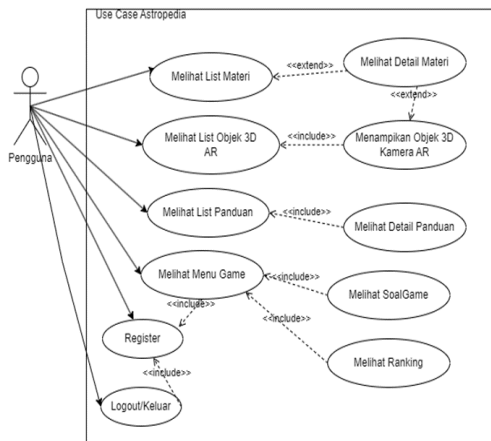 Use Case Astropedia
Pengguna
Melihat List Materi
<<extend>>
Melihat Detail Materi
<<extend>>
Melihat List Objek 3D
AR
<<include>>
Menampikan Objek 3D
Kamera AR
Melihat List Panduan
<<include>>
Melihat Detail Panduan
Melihat Menu Game
<<include>>
Melihat SoalGame
<<include>>
<<include>>
Register
Melihat Ranking
<<include>>
Logout/Keluar